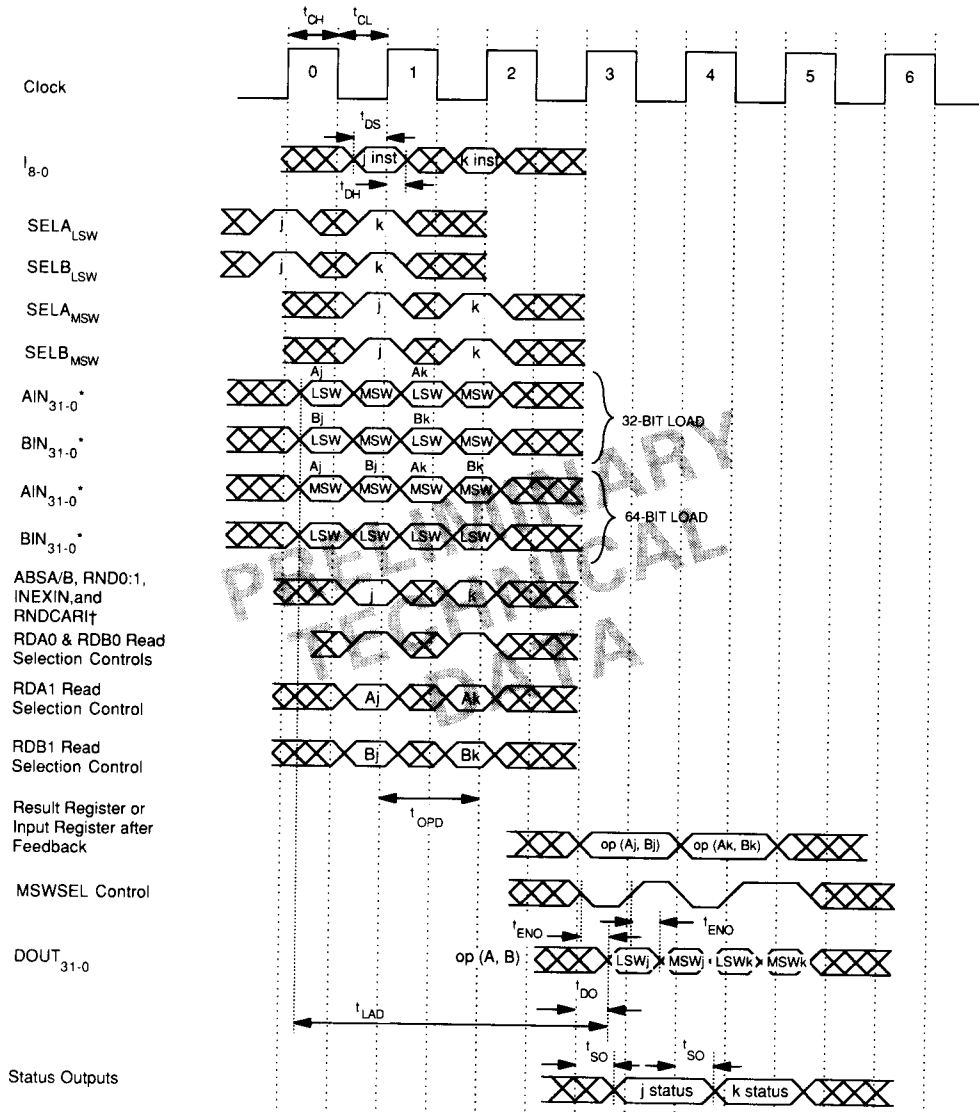 tCH tCL
Clock 0 1 2 3 4 5 6
tDS
I8-0 j inst k inst
tDH
SELALSW j k
SELBLSW j k
SELAMSW j k
SELBMSW j k
Aj Ak
AIN31-0* LSW MSW LSW MSW
32-BIT LOAD
Bj Bk
BIN31-0* LSW MSW LSW MSW
Aj Bj Ak Bk
AIN31-0* MSW MSW MSW MSW
64-BIT LOAD
BIN31-0* LSW LSW LSW LSW
PRELIMINARY
TECHNICAL
DATA
ABSA/B, RND0:1,
INEXIN,and
RNDCARI† j k
RDA0 & RDB0 Read
Selection Controls
RDA1 Read
Selection Control Aj Ak
RDB1 Read
Selection Control Bj Bk
tOPD
Result Register or
Input Register after
Feedback op (Aj, Bj) op (Ak, Bk)
MSWSEL Control
tENO tENO
DOUT31-0 op (A, B) LSWj MSWj LSWk MSWk
tDO
tLAD
tSO tSO
Status Outputs j status k status